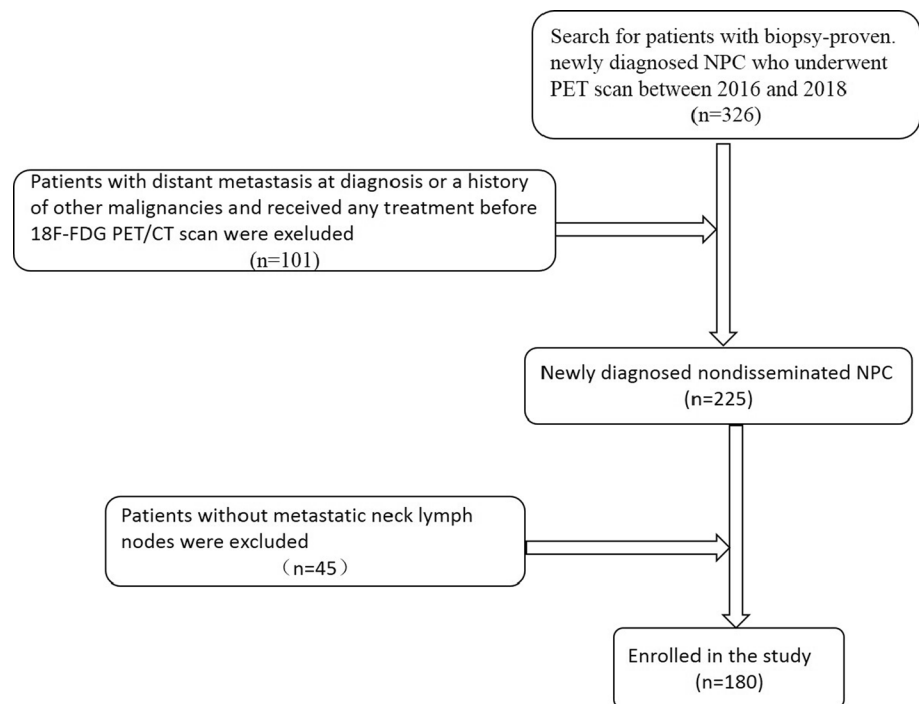 Search for patients with biopsy-proven.
newly diagnosed NPC who underwent
PET scan between 2016 and 2018
(n=326)
Patients with distant metastasis at diagnosis or a history
of other malignancies and received any treatment before
18F-FDG PET/CT scan were exeluded
(n=101)
Newly diagnosed nondisseminated NPC
(n=225)
Patients without metastatic neck lymph
nodes were excluded
（n=45）
Enrolled in the study
(n=180)